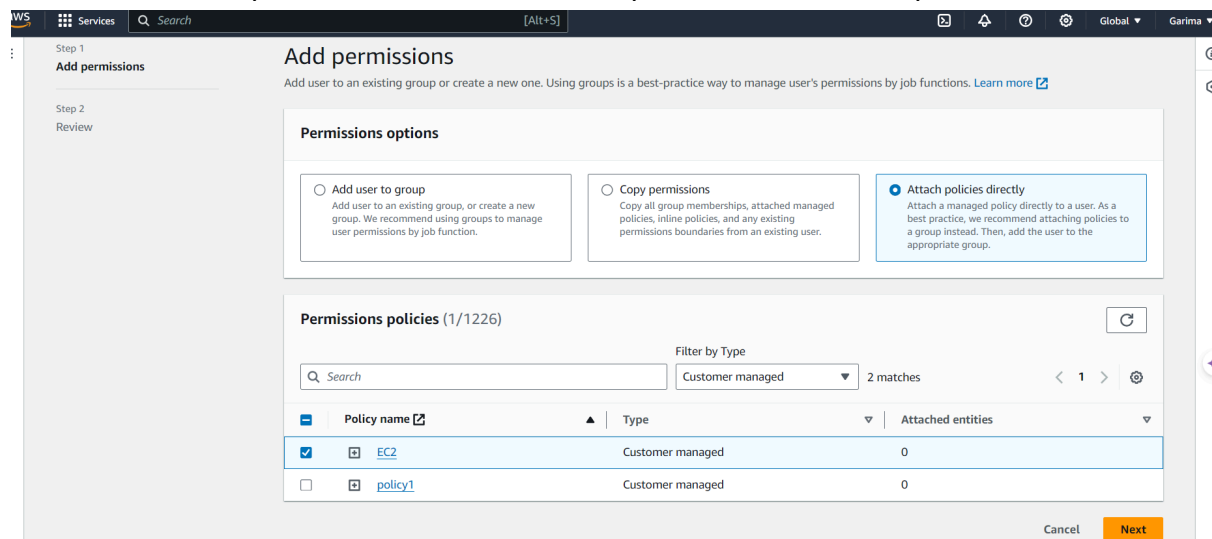 Services
Search
[Alt+S]
Global
Garima
Step 1
Add permissions
Step 2
Review
Add permissions
Add user to an existing group or create a new one. Using groups is a best-practice way to manage user's permissions by job functions. Learn more
Permissions options
Add user to group
Add user to an existing group, or create a new
group. We recommend using groups to manage
user permissions by job function.
Copy permissions
Copy all group memberships, attached managed
policies, inline policies, and any existing
permissions boundaries from an existing user.
Attach policies directly
Attach a managed policy directly to a user. As a
best practice, we recommend attaching policies to
a group instead. Then, add the user to the
appropriate group.
Permissions policies (1/1226)
Filter by Type
Search
Customer managed
2 matches
1
Policy name
Type
Attached entities
EC2
Customer managed
0
policy1
Customer managed
0
Cancel
Next